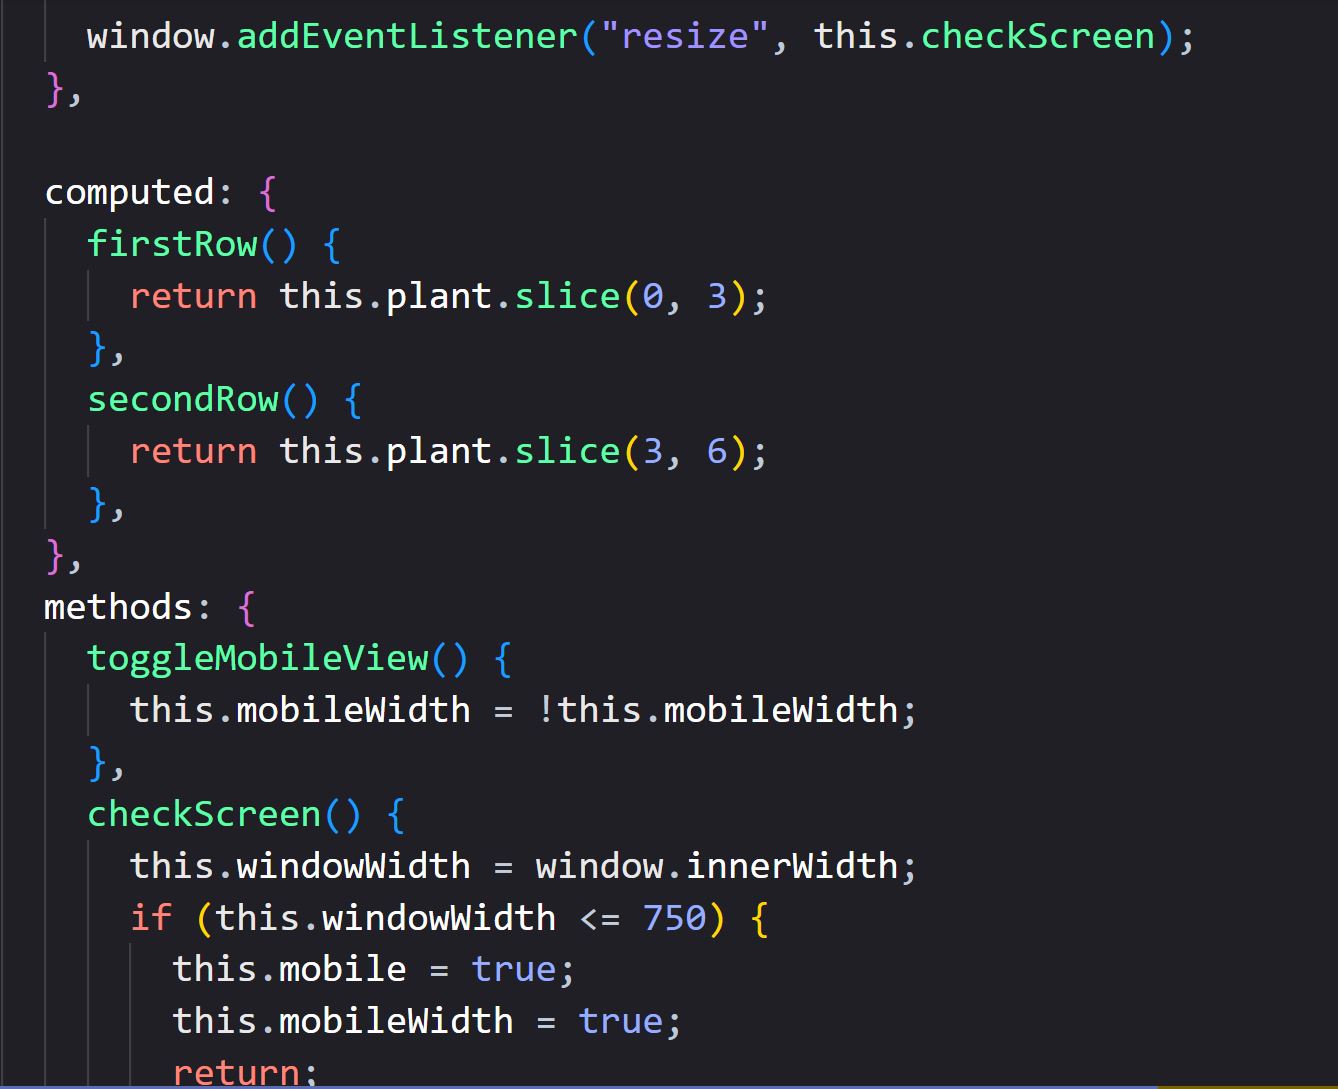 window.addEventListener("resize", this.checkScreen);
},
computed: {
firstRow() {
return this.plant.slice(0, 3);
},
secondRow() {
return this.plant.slice(3, 6);
},
},
methods: {
toggleMobileView() {
this.mobileWidth = !this.mobileWidth;
},
checkScreen() {
this.windowWidth = window.innerWidth;
if (this.windowWidth <= 750) {
this.mobile = true;
this.mobileWidth = true;
return;